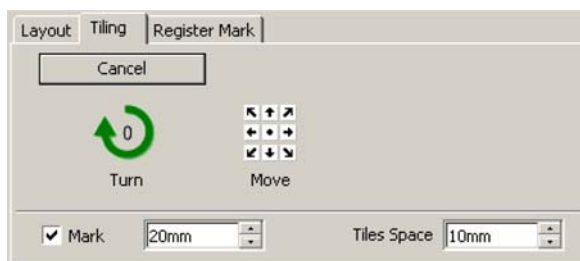 Layout Tiling Register Mark
Cancel
0
Turn Move
Mark 20mm Tiles Space 10mm